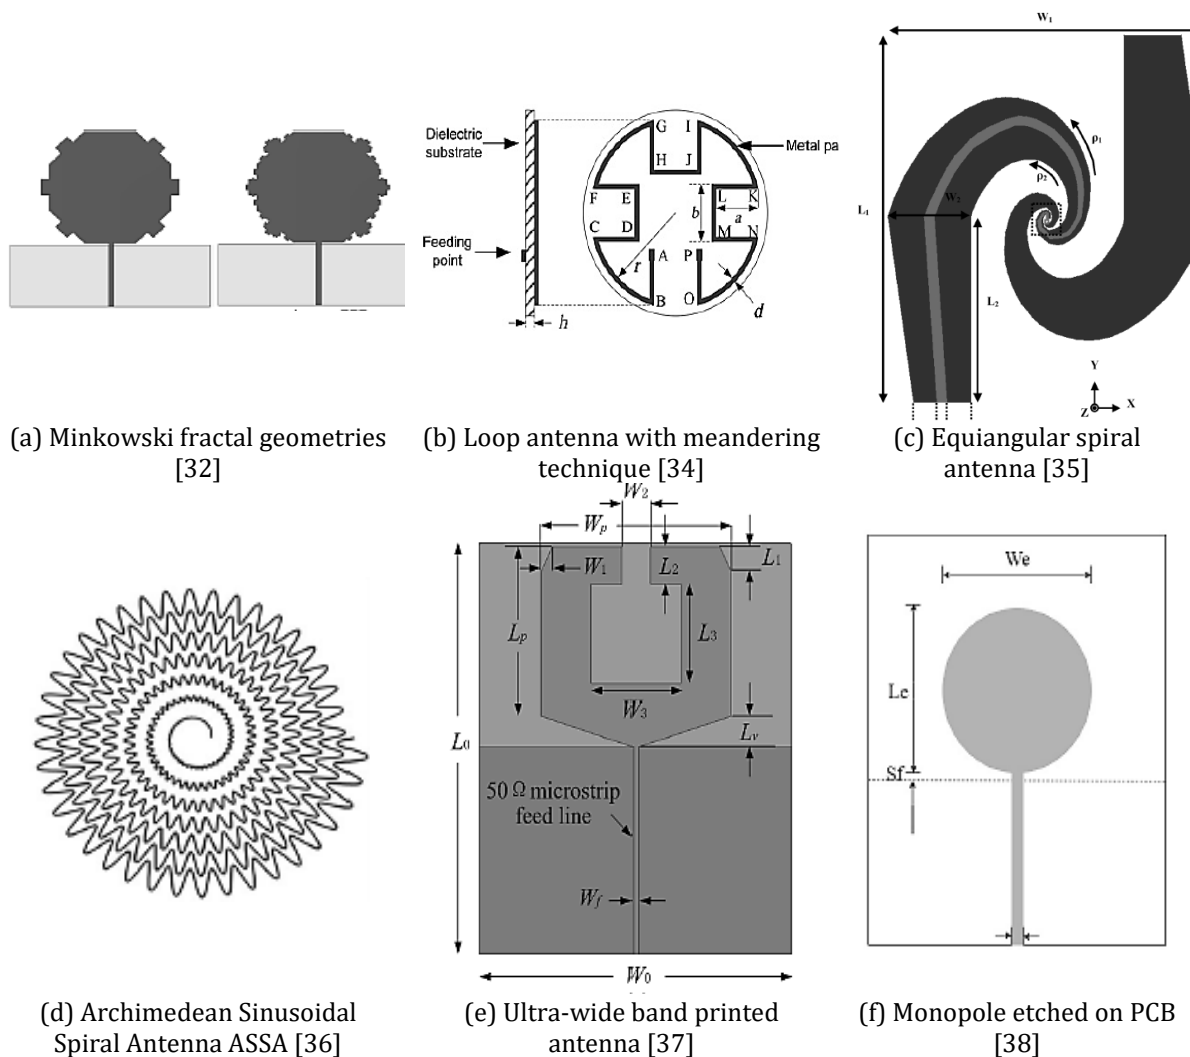 Dielectric
substrate
Feeding
point
h
G
I
H
J
Metal pa
F
E
C
D
L
K
b
a
M
N
r
A
P
B
O
d
W₁
ρ₁
ρ₂
L₁
W₂
L₂
Y
Z
X
(a) Minkowski fractal geometries
[32]
(b) Loop antenna with meandering
technique [34]
(c) Equiangular spiral
antenna [35]
W₂
Wₚ
W₁
L₂
L₁
Lₚ
L₃
W₃
Lᵥ
L₀
50 Ω microstrip
feed line
W_f
W₀
We
Le
Sf
(d) Archimedean Sinusoidal
Spiral Antenna ASSA [36]
(e) Ultra-wide band printed
antenna [37]
(f) Monopole etched on PCB
[38]